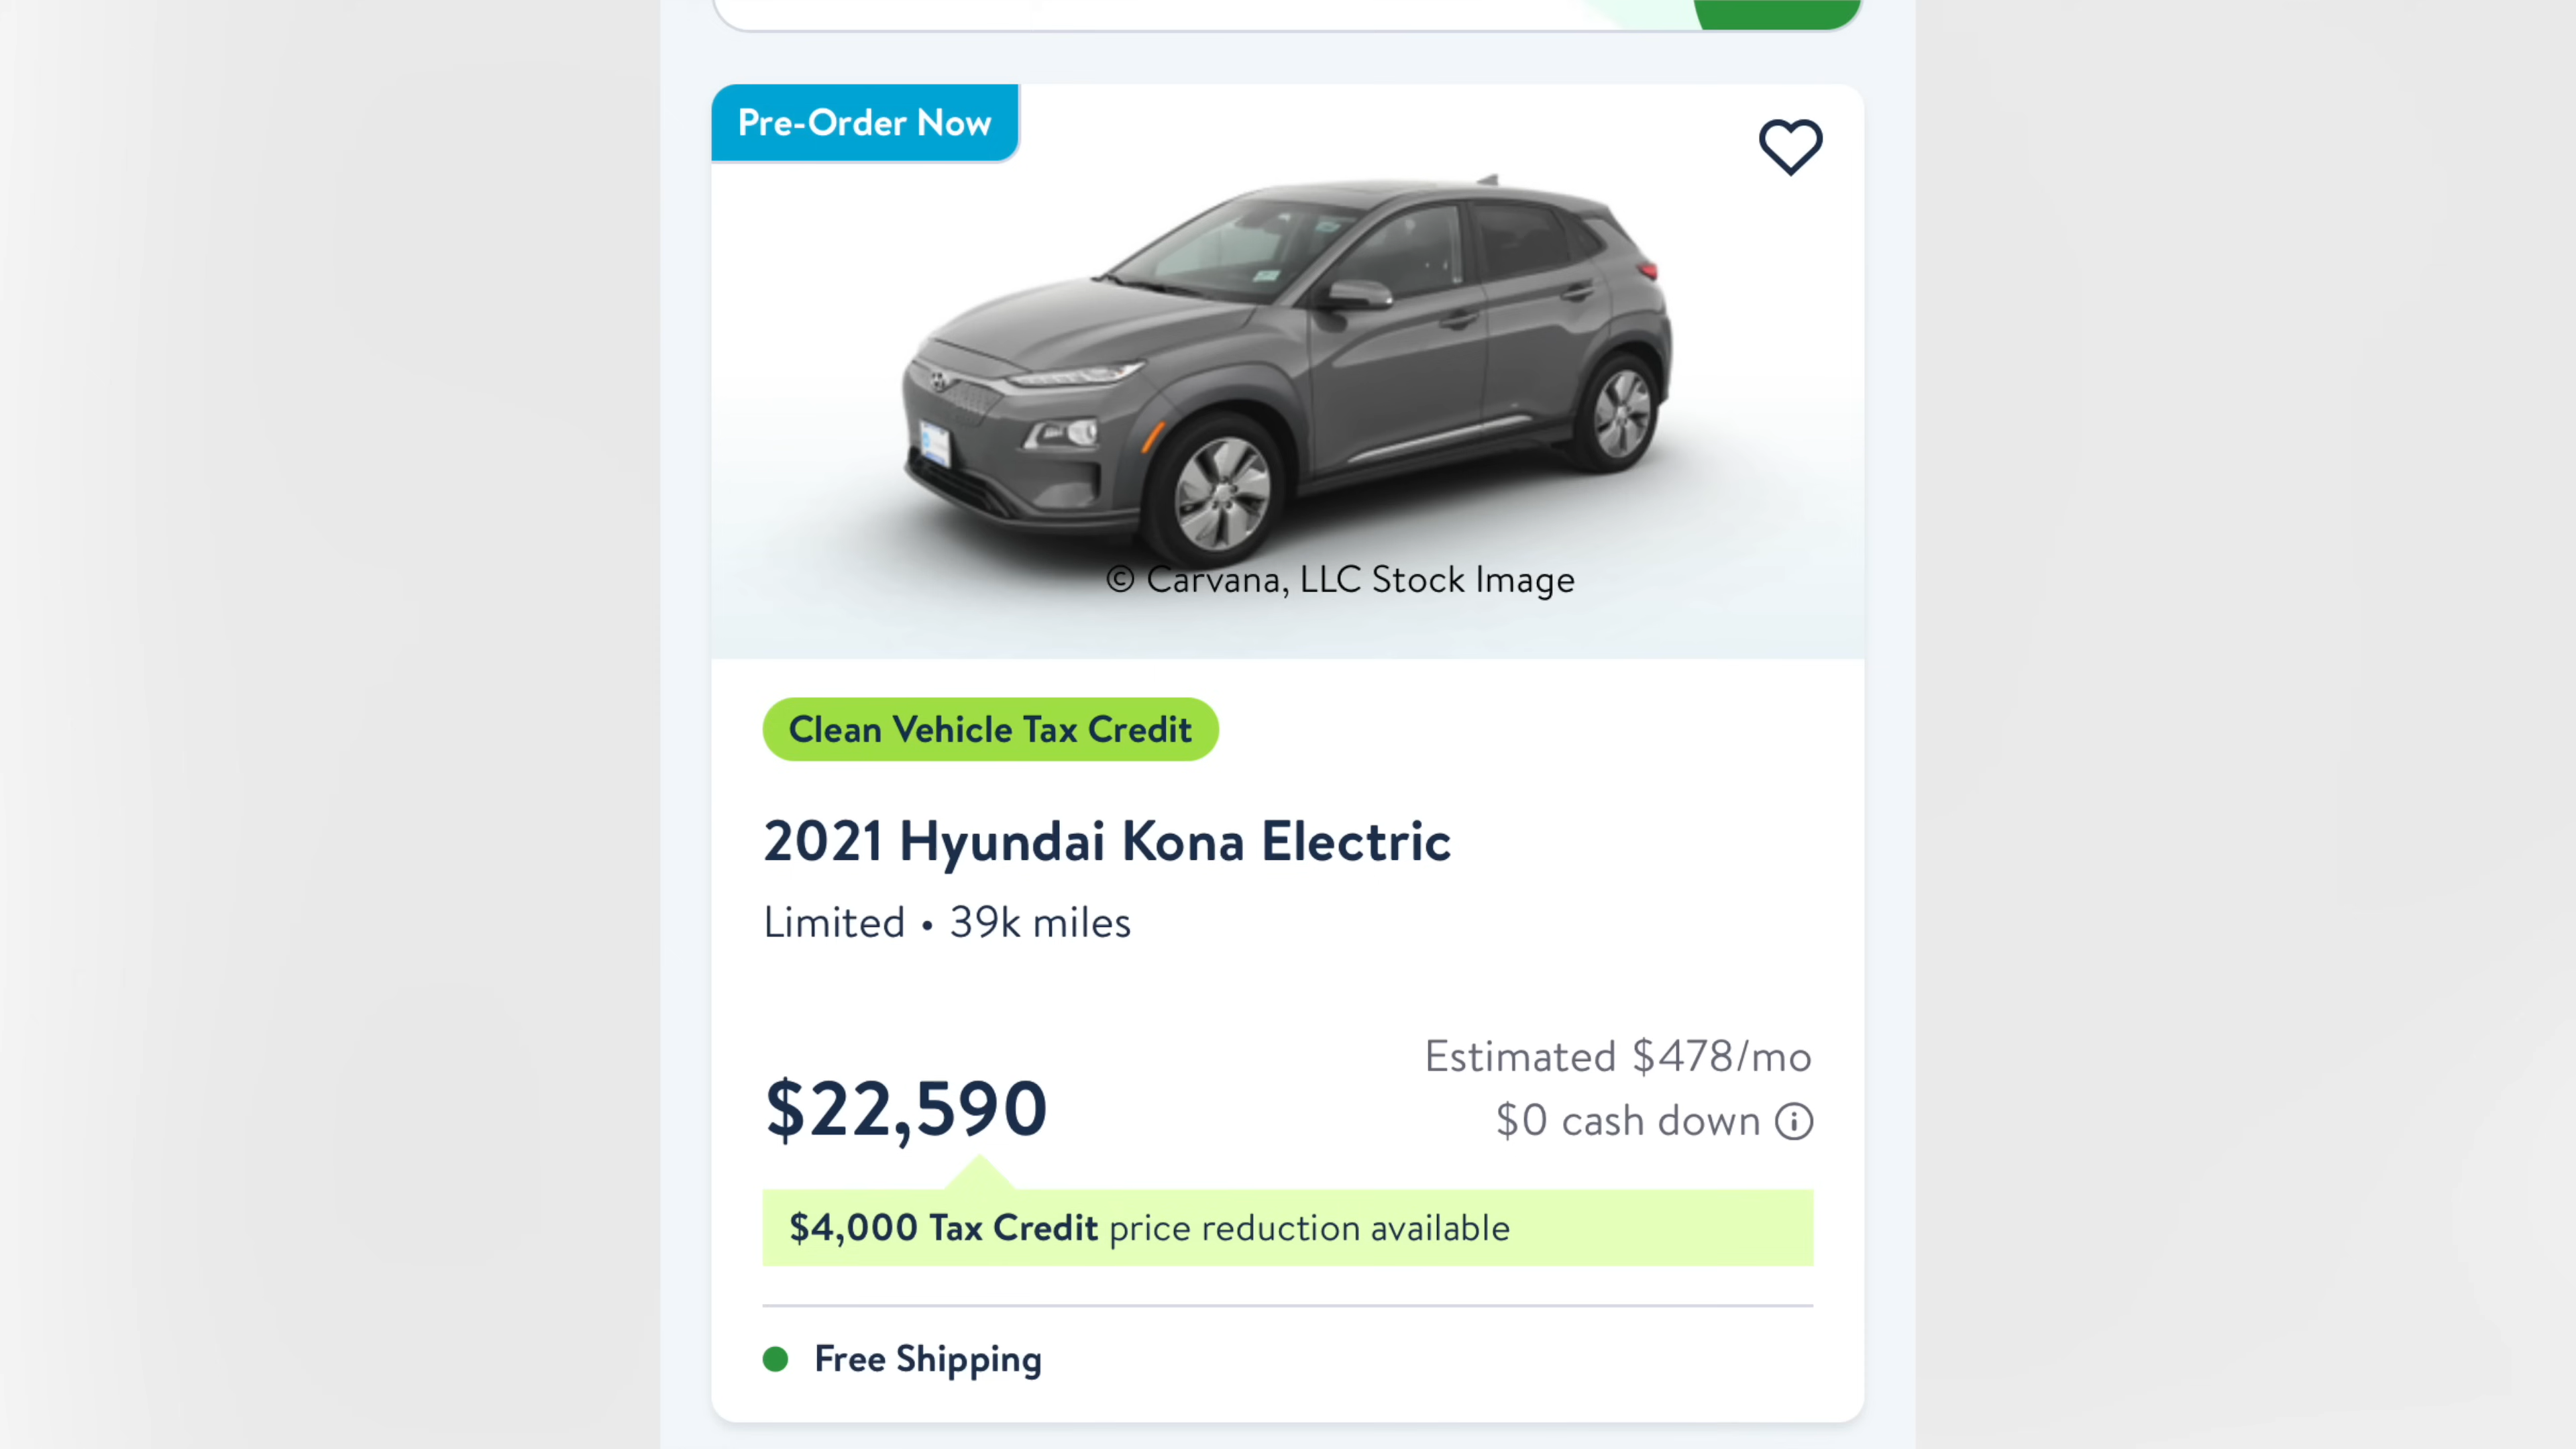 Pre-Order Now
© Carvana, LLC Stock Image
Clean Vehicle Tax Credit
2021 Hyundai Kona Electric
Limited • 39k miles
Estimated $478/mo
$22,590
$0 cash down
$4,000 Tax Credit price reduction available
Free Shipping